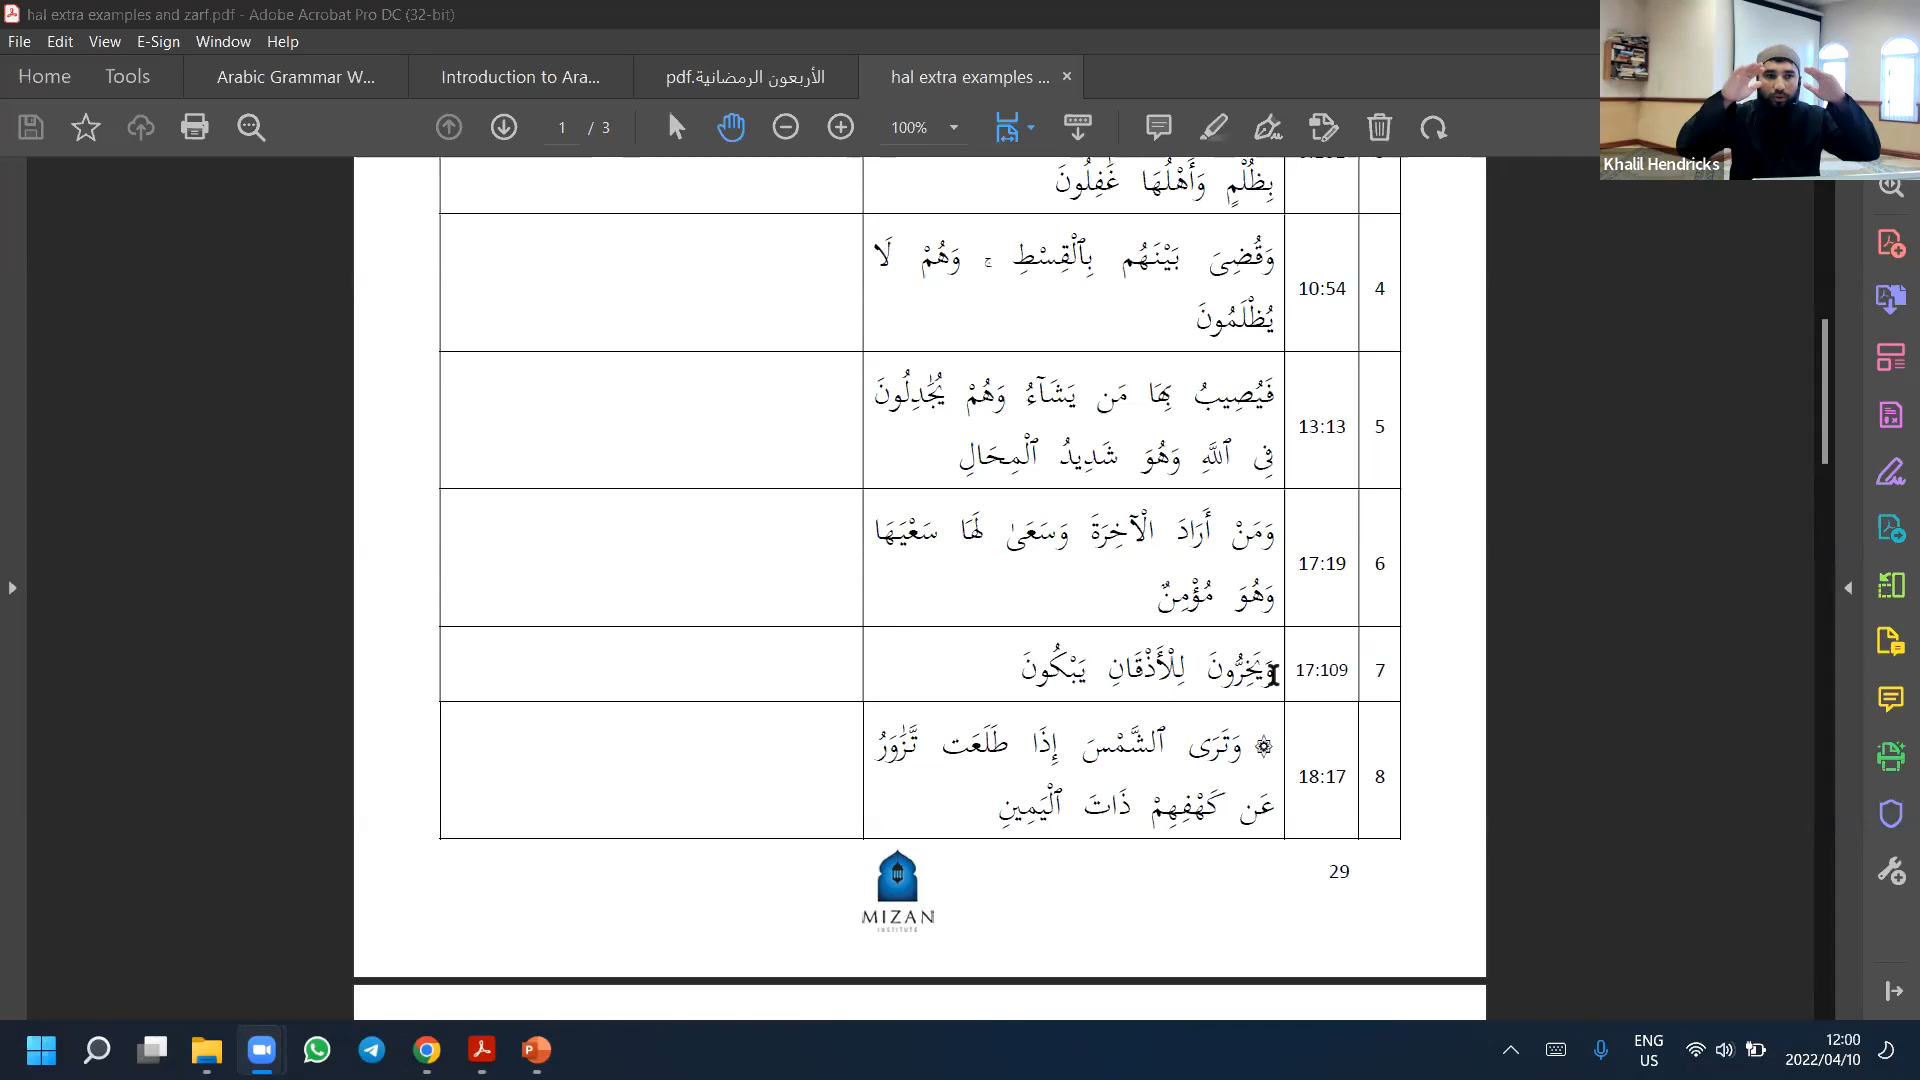 hal extra examples and zarf.pdf - Adobe Acrobat Pro DC (32-bit)
File Edit View E-Sign Window Help
Home Tools Arabic Grammar W... Introduction to Ara... الأربعون الرمضانية.pdf hal extra examples ...
1 / 3 100%
Khalil Hendricks
بِظُلْمٍ وَأَهْلُهَا غَٰفِلُونَ
4 10:54 وَقُضِىَ بَيْنَهُم بِٱلْقِسْطِ ۚ وَهُمْ لَا
يُظْلَمُونَ
5 13:13 فَيُصِيبُ بِهَا مَن يَشَآءُ وَهُمْ يُجَٰدِلُونَ
فِى ٱللَّهِ وَهُوَ شَدِيدُ ٱلْمِحَالِ
6 17:19 وَمَنْ أَرَادَ الْآخِرَةَ وَسَعَىٰ لَهَا سَعْيَهَا
وَهُوَ مُؤْمِنٌ
7 17:109 وَيَخِرُّونَ لِلْأَذْقَانِ يَبْكُونَ
8 18:17 ۞ وَتَرَى ٱلشَّمْسَ إِذَا طَلَعَت تَّزَٰوَرُ
عَن كَهْفِهِمْ ذَاتَ ٱلْيَمِينِ
29
MIZAN
INSTITUTE
ENG
US
12:00
2022/04/10